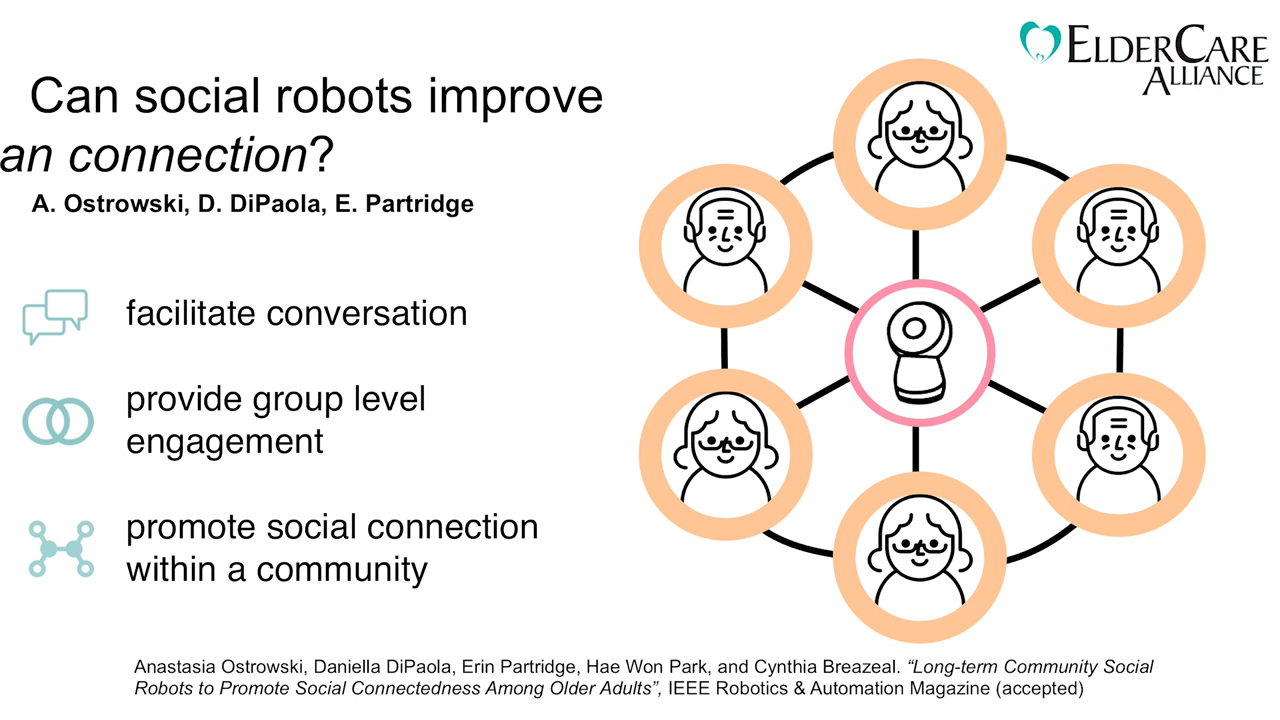 ELDERCARE
ALLIANCE
Can social robots improve
an connection?
A. Ostrowski, D. DiPaola, E. Partridge
facilitate conversation
provide group level
engagement
promote social connection
within a community
Anastasia Ostrowski, Daniella DiPaola, Erin Partridge, Hae Won Park, and Cynthia Breazeal. “Long-term Community Social
Robots to Promote Social Connectedness Among Older Adults”, IEEE Robotics & Automation Magazine (accepted)